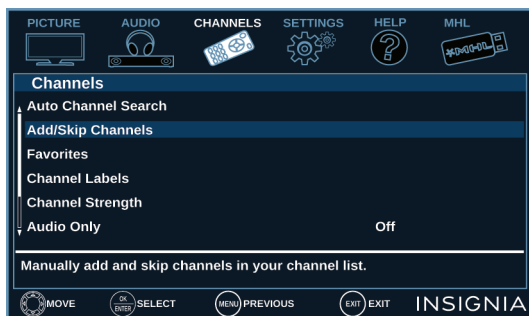 PICTURE AUDIO CHANNELS SETTINGS HELP MHL
MHL
Channels
Auto Channel Search
Add/Skip Channels
Favorites
Channel Labels
Channel Strength
Audio Only Off
Manually add and skip channels in your channel list.
MOVE OK ENTER SELECT MENU PREVIOUS EXIT EXIT INSIGNIA